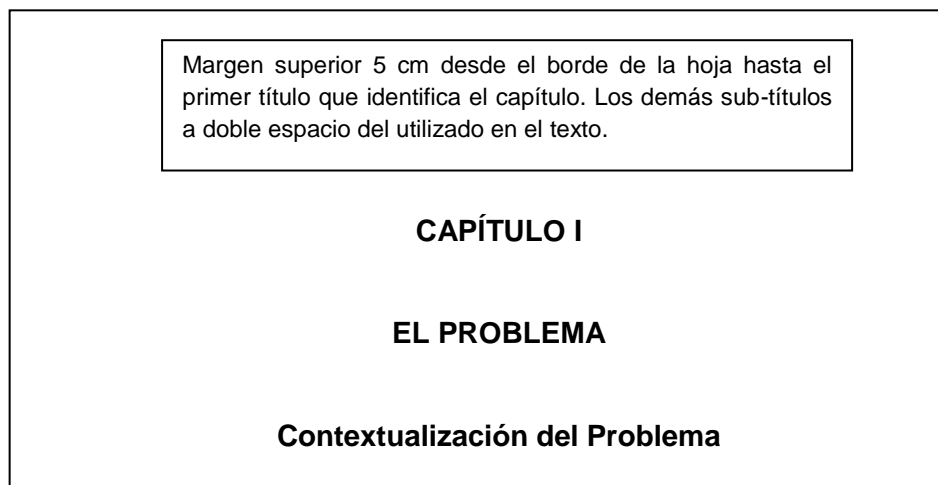 Margen superior 5 cm desde el borde de la hoja hasta el
primer título que identifica el capítulo. Los demás sub-títulos
a doble espacio del utilizado en el texto.
CAPÍTULO I
EL PROBLEMA
Contextualización del Problema